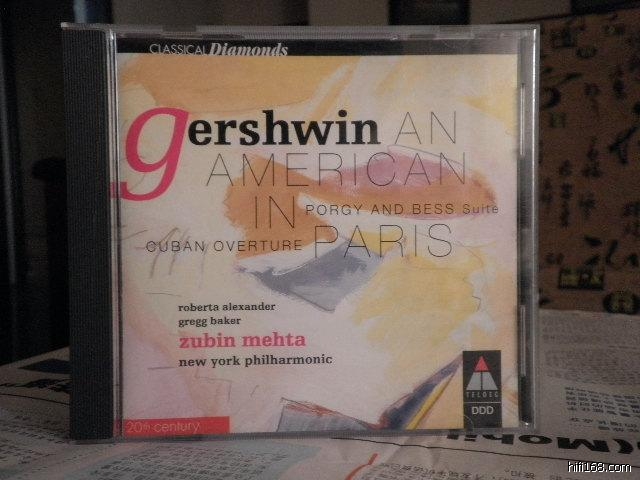 CLASSICAL Diamonds
gershwin AN
AMERICAN
IN PORGY AND BESS Suite
CUBAN OVERTURE PARIS
roberta alexander
gregg baker
zubin mehta
new york philharmonic
TELDEC
DDD
20th century
(Mobil
hifi168.com